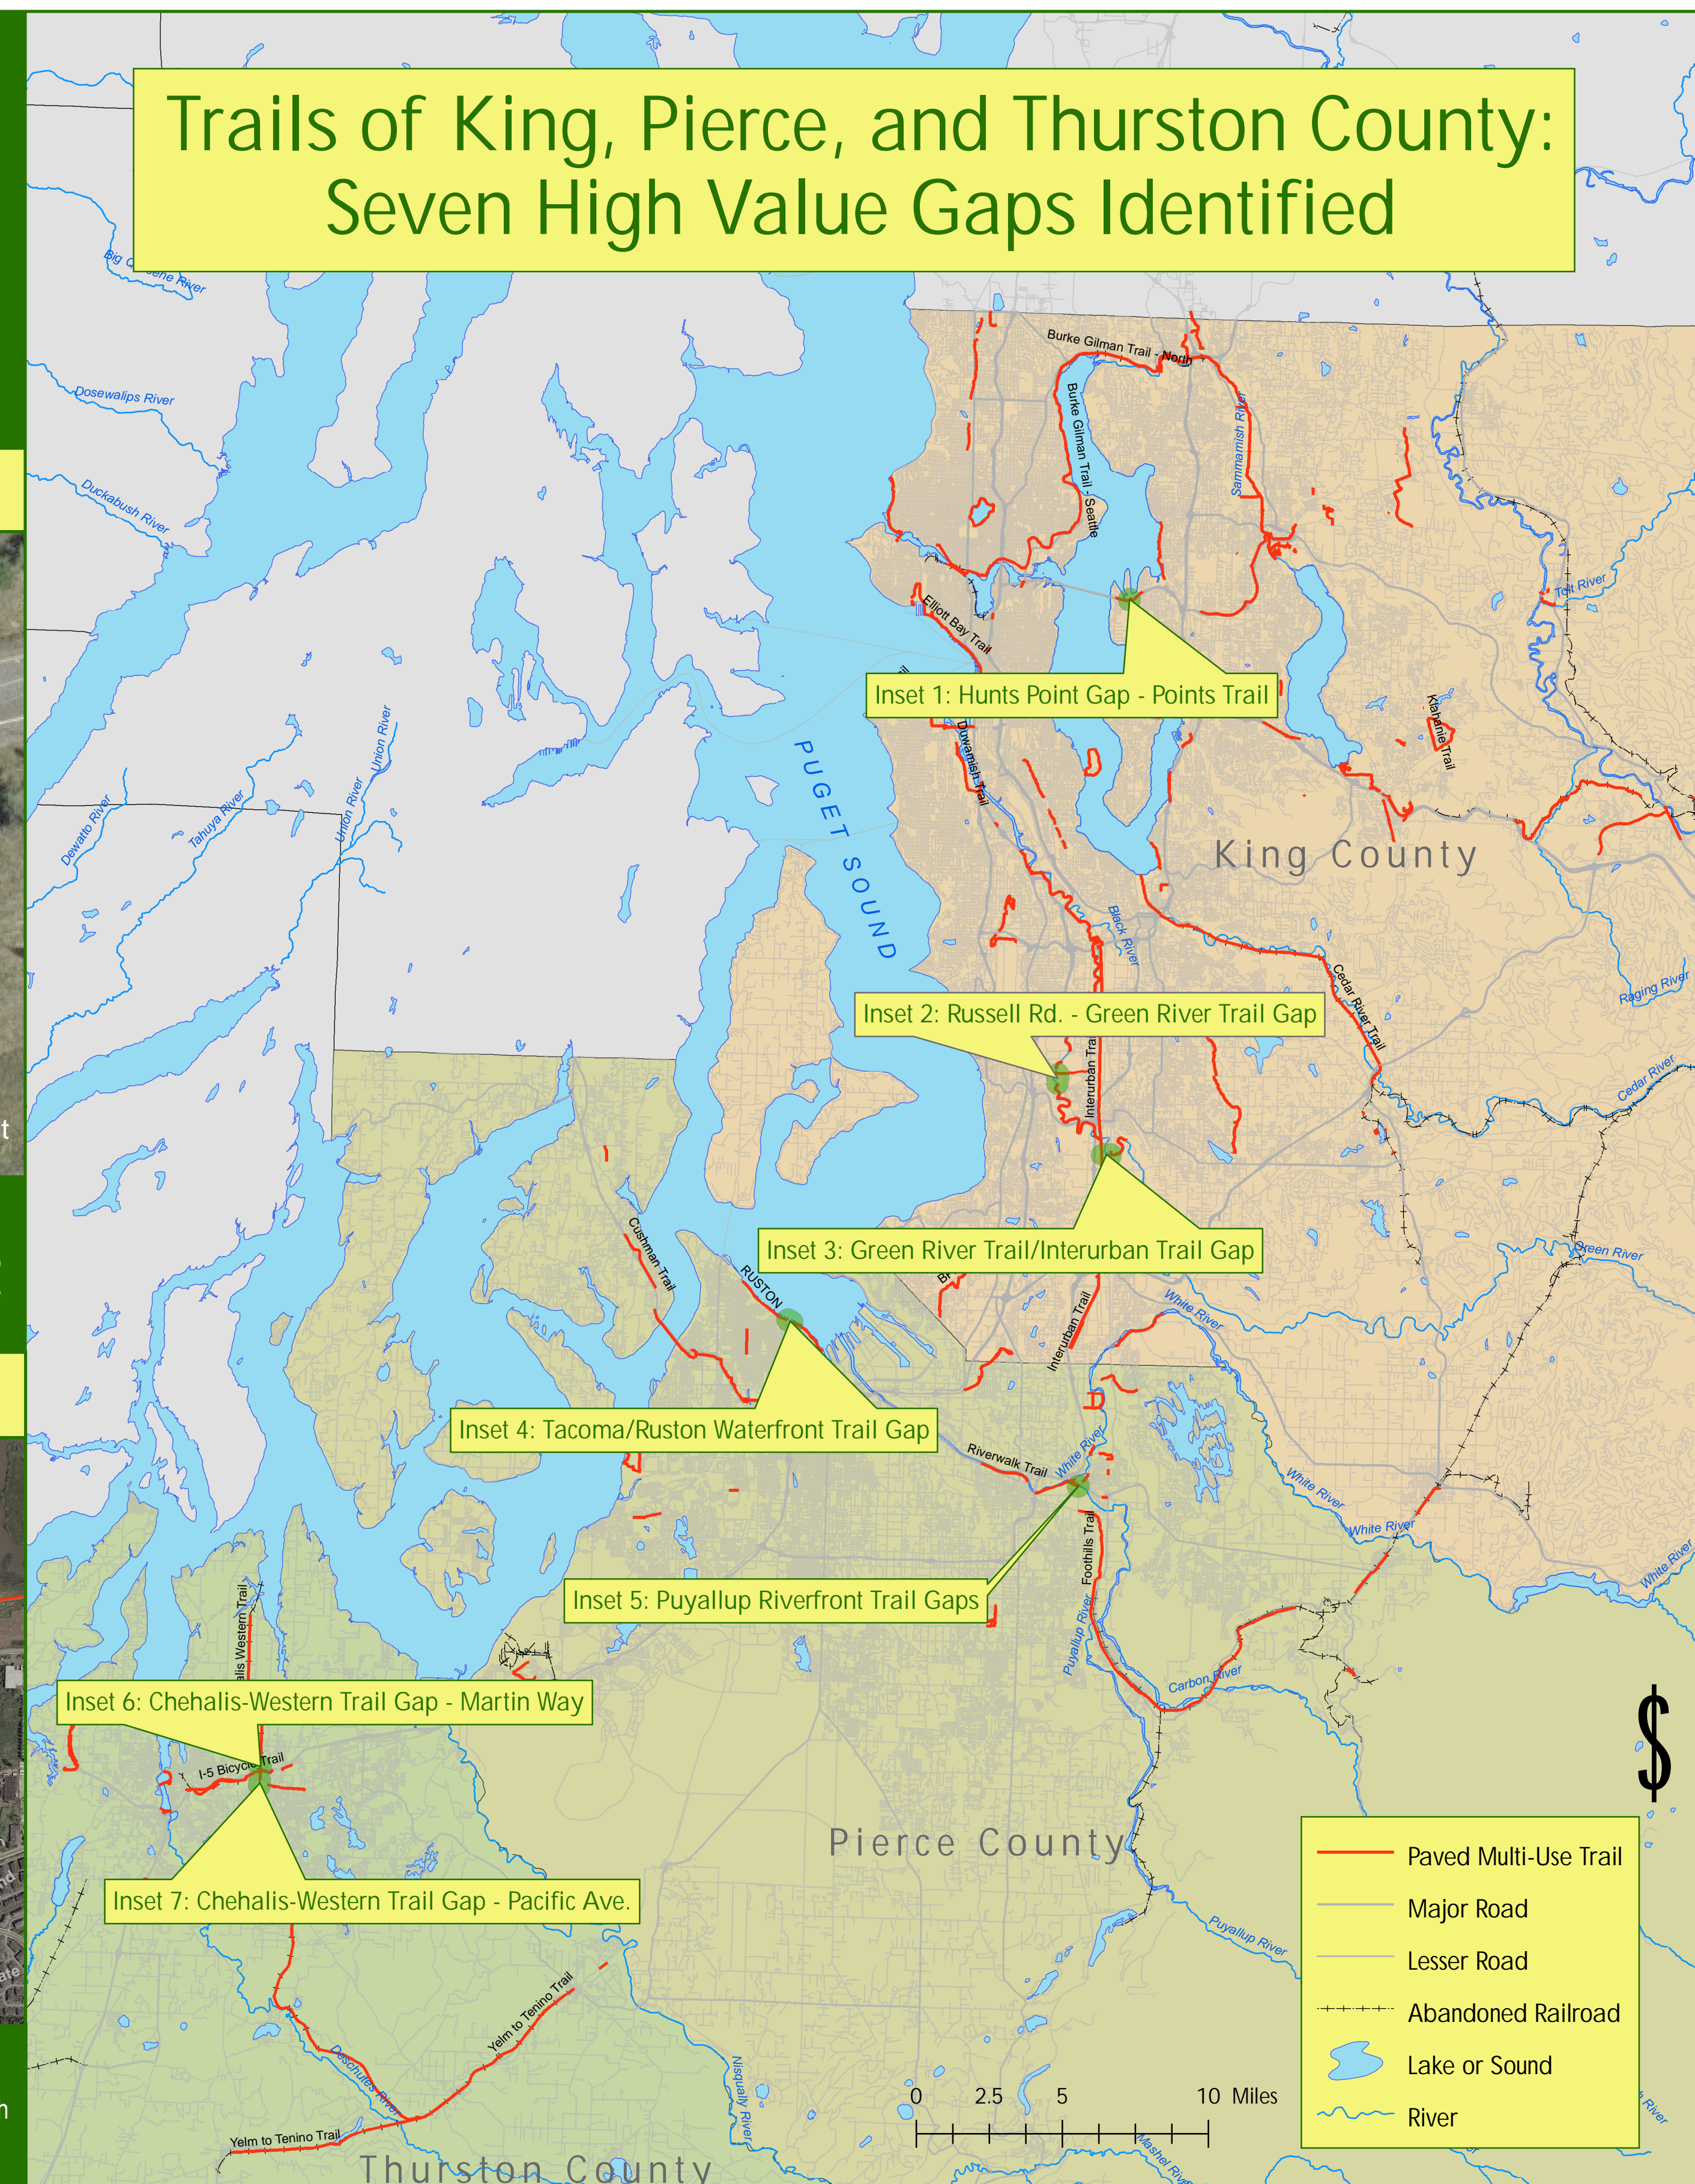 Trails of King, Pierce, and Thurston County:
Seven High Value Gaps Identified
Dosewalips River
Duckabush River
Burke Gilman Trail - North
Burke Gilman Trail - Seattle
Sammamish River
Tolt River
Elliott Bay Trail
Inset 1: Hunts Point Gap - Points Trail
Klahanie Trail
Union River
Union River
Tahuya River
Dewatto River
PUGET SOUND
Duwamish Trail
King County
Black River
Cedar River Trail
Raging River
Inset 2: Russell Rd. - Green River Trail Gap
Interurban Trail
Cedar River
Cushman Trail
RUSTON
Inset 3: Green River Trail/Interurban Trail Gap
Green River
White River
Interurban Trail
Inset 4: Tacoma/Ruston Waterfront Trail Gap
Riverwalk Trail
White River
White River
White River
White River
Foothills Trail
Inset 5: Puyallup Riverfront Trail Gaps
Puyallup River
Carbon River
Western Trail
Inset 6: Chehalis-Western Trail Gap - Martin Way
I-5 Bicycle Trail
Inset 7: Chehalis-Western Trail Gap - Pacific Ave.
Pierce County
Puyallup River
Yelm to Tenino Trail
Deschutes River
Yelm to Tenino Trail
Nisqually River
Thurston County
Mashel River
0 2.5 5 10 Miles
$
Paved Multi-Use Trail
Major Road
Lesser Road
Abandoned Railroad
Lake or Sound
River